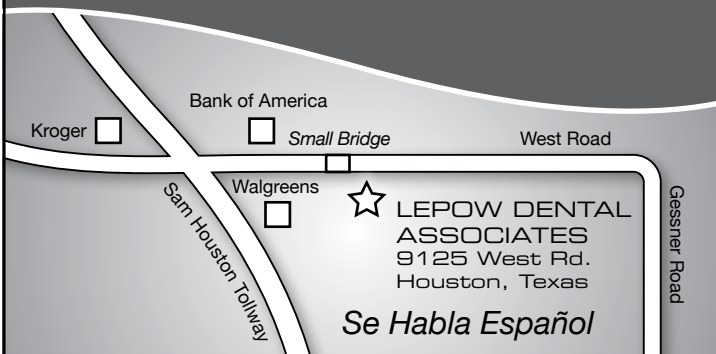 Bank of America
Kroger
Small Bridge
West Road
Walgreens
Sam Houston Tollway
LEPOW DENTAL
ASSOCIATES
9125 West Rd.
Houston, Texas
Gessner Road
Se Habla Español